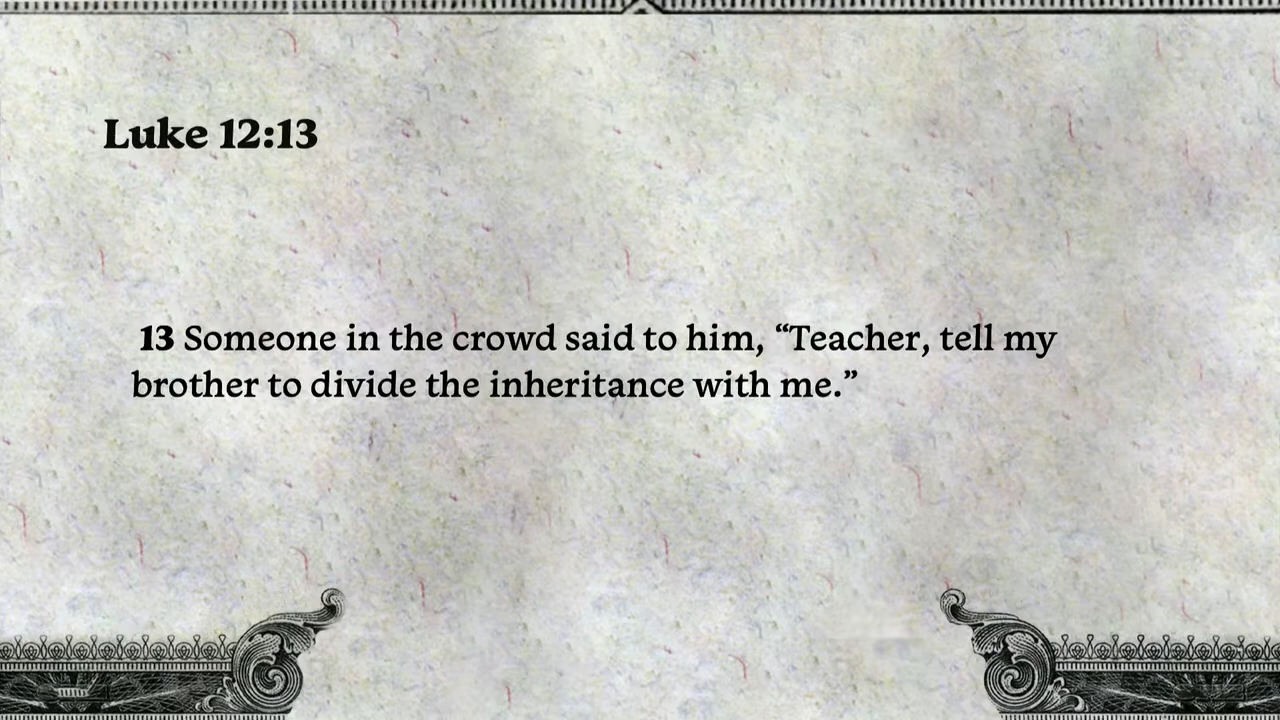 Luke 12:13
13 Someone in the crowd said to him, “Teacher, tell my
brother to divide the inheritance with me.”